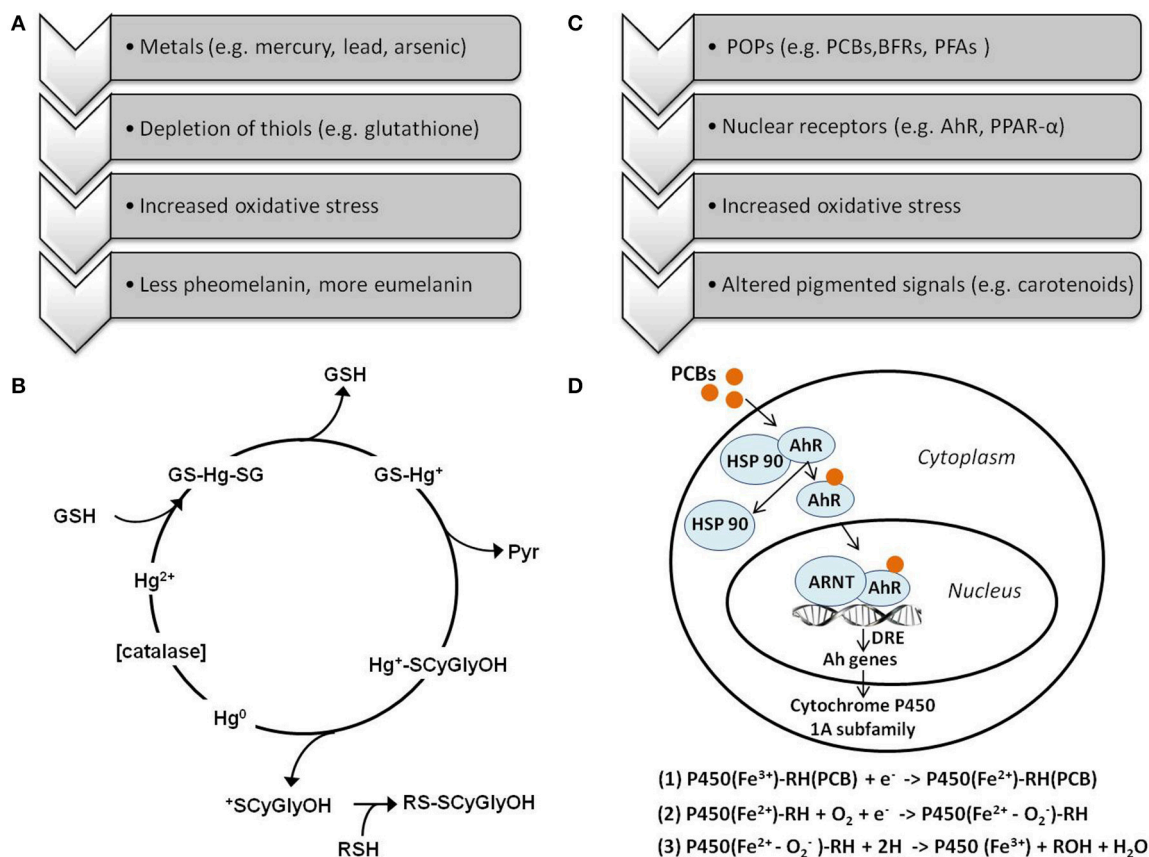 A
• Metals (e.g. mercury, lead, arsenic)
• Depletion of thiols (e.g. glutathione)
• Increased oxidative stress
• Less pheomelanin, more eumelanin
C
• POPs (e.g. PCBs,BFRs, PFAs )
• Nuclear receptors (e.g. AhR, PPAR-α)
• Increased oxidative stress
• Altered pigmented signals (e.g. carotenoids)
B
GSH
GS-Hg-SG
GS-Hg⁺
GSH
Pyr
Hg²⁺
[catalase]
Hg⁺-SCyGlyOH
Hg⁰
⁺SCyGlyOH
RS-SCyGlyOH
RSH
D
PCBs
HSP 90
AhR
Cytoplasm
AhR
HSP 90
ARNT
AhR
Nucleus
DRE
Ah genes
Cytochrome P450
1A subfamily
(1) P450(Fe³⁺)-RH(PCB) + e⁻ -> P450(Fe²⁺)-RH(PCB)
(2) P450(Fe²⁺)-RH + O₂ + e⁻ -> P450(Fe²⁺ - O₂⁻)-RH
(3) P450(Fe²⁺ - O₂⁻ )-RH + 2H -> P450 (Fe³⁺) + ROH + H₂O